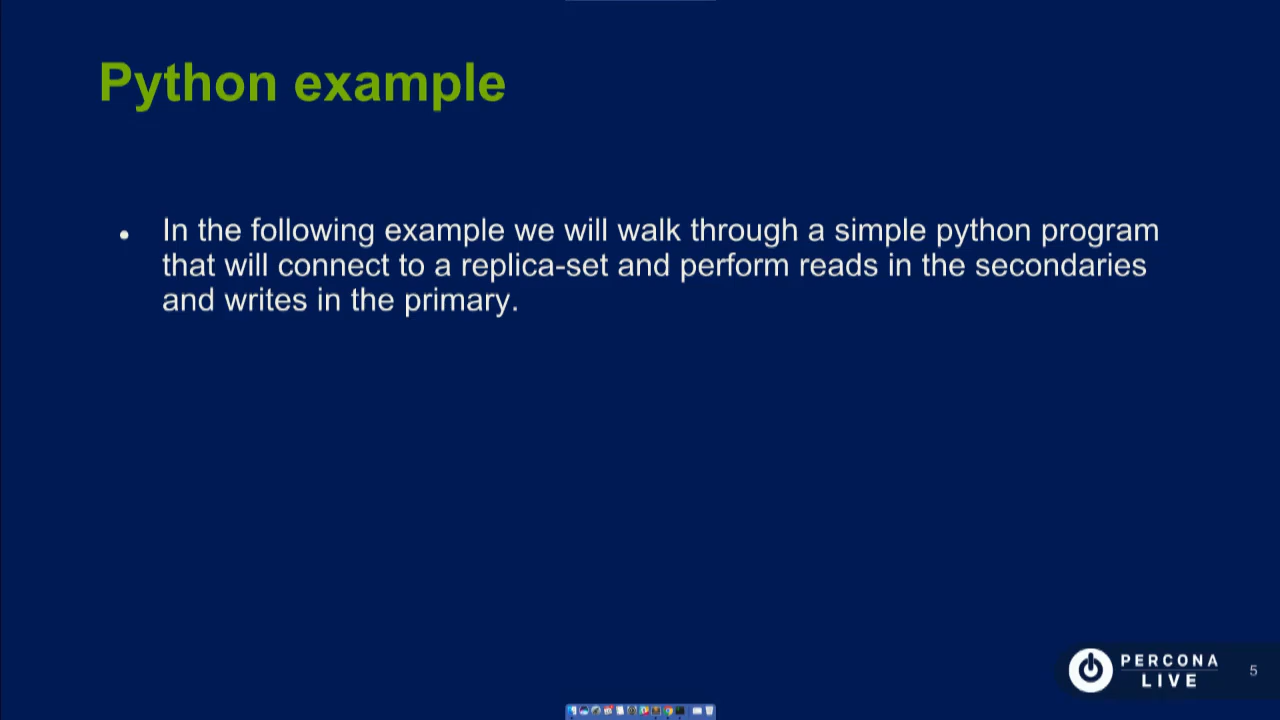 Python example
• In the following example we will walk through a simple python program
that will connect to a replica-set and perform reads in the secondaries
and writes in the primary.
PERCONA
LIVE
5